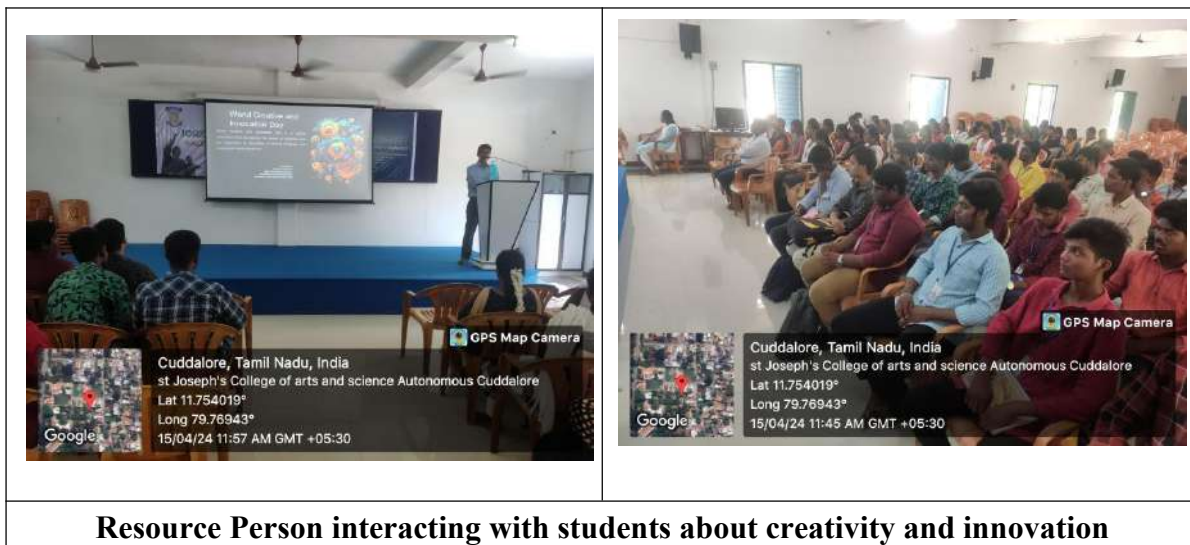 World Creative and
Innovation Day
GPS Map Camera
Cuddalore, Tamil Nadu, India
st Joseph's College of arts and science Autonomous Cuddalore
Lat 11.754019°
Long 79.76943°
15/04/24 11:57 AM GMT +05:30
Google
GPS Map Camera
Cuddalore, Tamil Nadu, India
st Joseph's College of arts and science Autonomous Cuddalore
Lat 11.754019°
Long 79.76943°
15/04/24 11:45 AM GMT +05:30
Google
Resource Person interacting with students about creativity and innovation